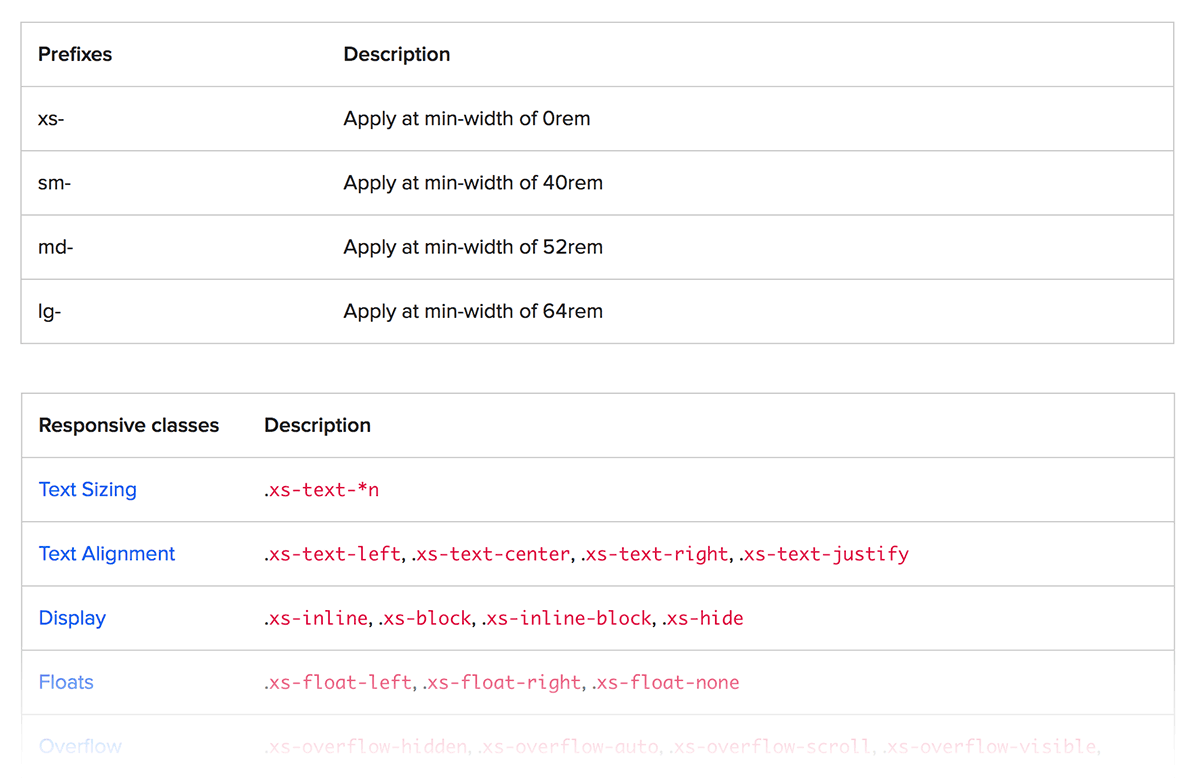 Prefixes Description
xs- Apply at min-width of 0rem
sm- Apply at min-width of 40rem
md- Apply at min-width of 52rem
lg- Apply at min-width of 64rem
Responsive classes Description
Text Sizing .xs-text-*n
Text Alignment .xs-text-left, .xs-text-center, .xs-text-right, .xs-text-justify
Display .xs-inline, .xs-block, .xs-inline-block, .xs-hide
Floats .xs-float-left, .xs-float-right, .xs-float-none
Overflow .xs-overflow-hidden, .xs-overflow-auto, .xs-overflow-scroll, .xs-overflow-visible,